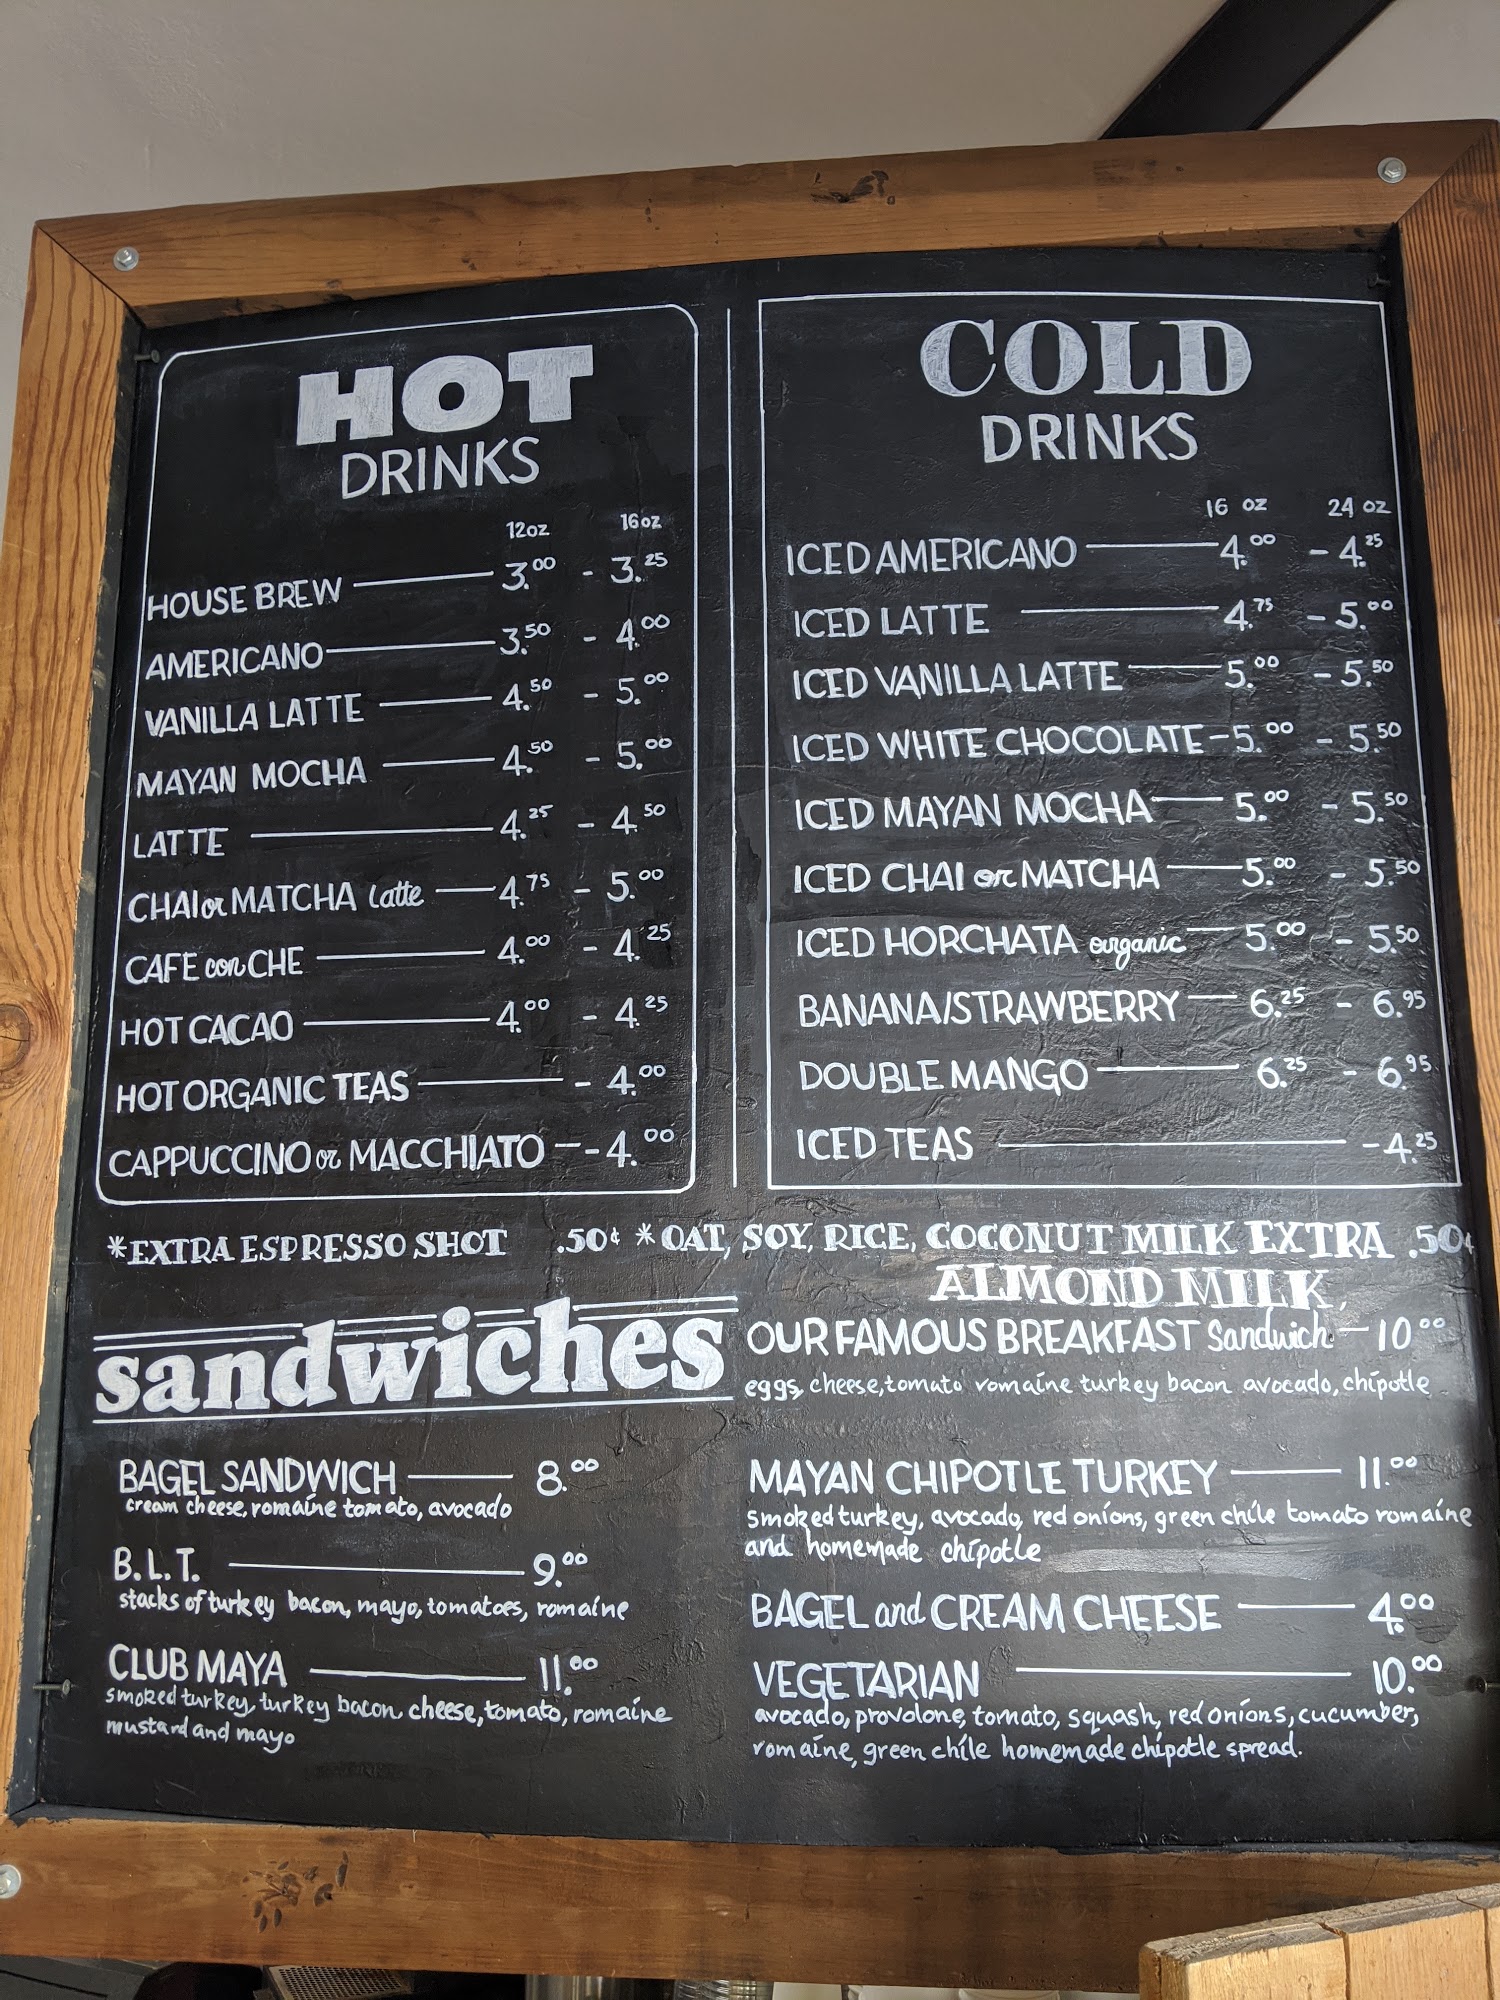 HOT
DRINKS
12oz 16oz
HOUSE BREW 3.00 - 3.25
AMERICANO 3.50 - 4.00
VANILLA LATTE 4.50 - 5.00
MAYAN MOCHA 4.50 - 5.00
LATTE 4.25 - 4.50
CHAI or MATCHA Latte 4.75 - 5.00
CAFE con CHE 4.00 - 4.25
HOT CACAO 4.00 - 4.25
HOT ORGANIC TEAS - 4.00
CAPPUCCINO or MACCHIATO - 4.00
COLD
DRINKS
16 oz 24 oz
ICED AMERICANO 4.00 - 4.25
ICED LATTE 4.75 - 5.00
ICED VANILLA LATTE 5.00 - 5.50
ICED WHITE CHOCOLATE - 5.00 - 5.50
ICED MAYAN MOCHA 5.00 - 5.50
ICED CHAI or MATCHA 5.00 - 5.50
ICED HORCHATA organic 5.00 - 5.50
BANANA/STRAWBERRY 6.25 - 6.95
DOUBLE MANGO 6.25 - 6.95
ICED TEAS - 4.25
*EXTRA ESPRESSO SHOT .50¢ *OAT, SOY, RICE, COCONUT MILK EXTRA .50¢
ALMOND MILK,
sandwiches
BAGEL SANDWICH 8.00
cream cheese, romaine tomato, avocado
B.L.T. 9.00
stacks of turkey bacon, mayo, tomatoes, romaine
CLUB MAYA 11.00
smoked turkey, turkey bacon, cheese, tomato, romaine
mustard and mayo
OUR FAMOUS BREAKFAST Sandwich - 10.00
eggs, cheese, tomato romaine turkey bacon avocado, chipotle
MAYAN CHIPOTLE TURKEY 11.00
smoked turkey, avocado, red onions, green chile tomato romaine
and homemade chipotle
BAGEL and CREAM CHEESE 4.00
VEGETARIAN 10.00
avocado, provolone, tomato, squash, red onions, cucumber,
romaine, green chile homemade chipotle spread.